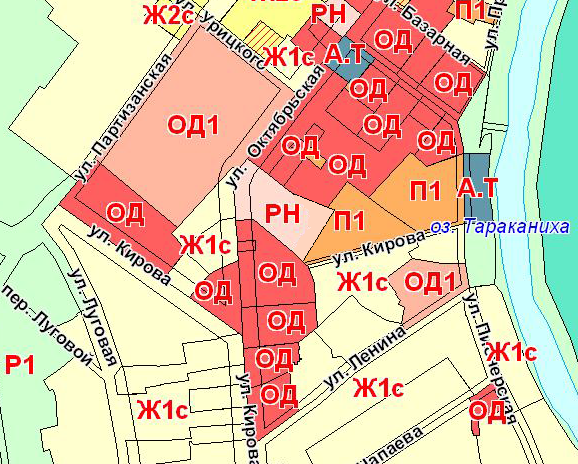 Ж2с
Ж2с
РН
П1
ул. Урицкого
ул. Базарная
ОД
Ж1с
А.Т
ул. Партизанская
ул. Октябрьская
ОД
ОД
ОД1
ОД
ОД
ОД
ОД
П1
А.Т
ОД
РН
П1
оз. Тараканиха
ул. Кирова
Ж1с
ул. Кирова
ОД
Ж1с
ОД1
ОД
пер. Луговой
ул. Луговая
ОД
ул. Пионерская
ул. Ленина
Р1
ОД
Ж1с
Ж1с
ОД
ул. Кирова
Ж1с
ОД
Чапаева